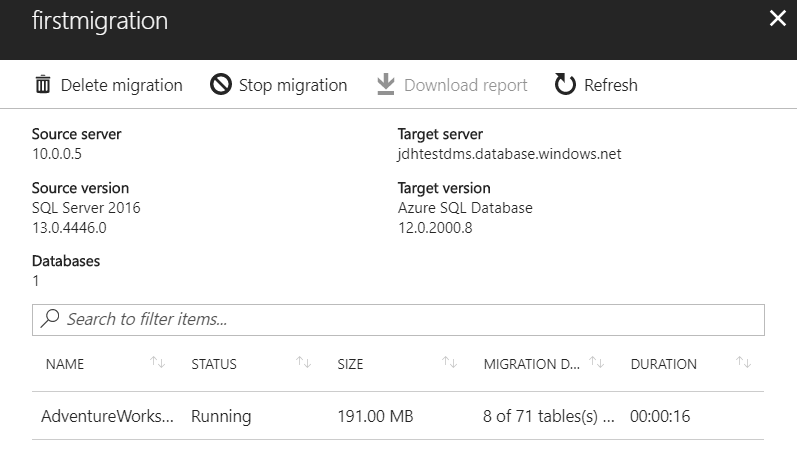 firstmigration
Delete migration Stop migration Download report Refresh
Source server Target server
10.0.0.5 jdhtestdms.database.windows.net
Source version Target version
SQL Server 2016 Azure SQL Database
13.0.4446.0 12.0.2000.8
Databases
1
Search to filter items...
NAME STATUS SIZE MIGRATION D... DURATION
AdventureWorks... Running 191.00 MB 8 of 71 tables(s) ... 00:00:16